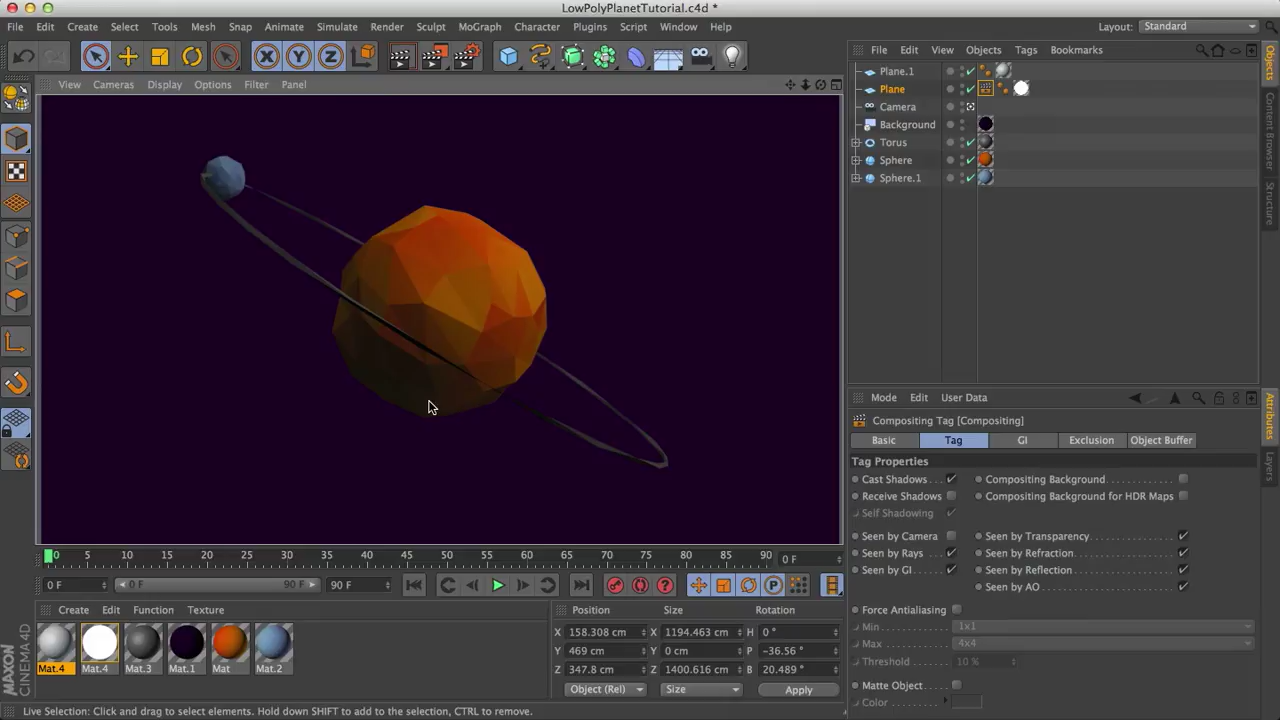 LowPolyPlanetTutorial.c4d *
File Edit Create Select Tools Mesh Snap Animate Simulate Render Sculpt MoGraph Character Plugins Script Window Help
Layout: Standard
X Y Z
File Edit View Objects Tags Bookmarks
View Cameras Display Options Filter Panel
Plane.1
Plane
Camera
Background
Torus
Sphere
Sphere.1
Objects
Content Browser
Structure
Mode Edit User Data
Compositing Tag [Compositing]
Basic Tag GI Exclusion Object Buffer
Tag Properties
Cast Shadows Compositing Background
Receive Shadows Compositing Background for HDR Maps
Self Shadowing
Seen by Camera Seen by Transparency
Seen by Rays Seen by Refraction
Seen by GI Seen by Reflection
Seen by AO
Force Antialiasing
Min 1x1
Max 4x4
Threshold 10 %
Matte Object
Color
Attributes
Layers
0 5 10 15 20 25 30 35 40 45 50 55 60 65 70 75 80 85 90 0 F
0 F 0 F 90 F 90 F
P
Create Edit Function Texture
Mat.4 Mat.4 Mat.3 Mat.1 Mat Mat.2
Position Size Rotation
X 158.308 cm X 1194.463 cm H 0 °
Y 469 cm Y 0 cm P -36.56 °
Z 347.8 cm Z 1400.616 cm B 20.489 °
Object (Rel) Size Apply
MAXON CINEMA 4D
Live Selection: Click and drag to select elements. Hold down SHIFT to add to the selection, CTRL to remove.